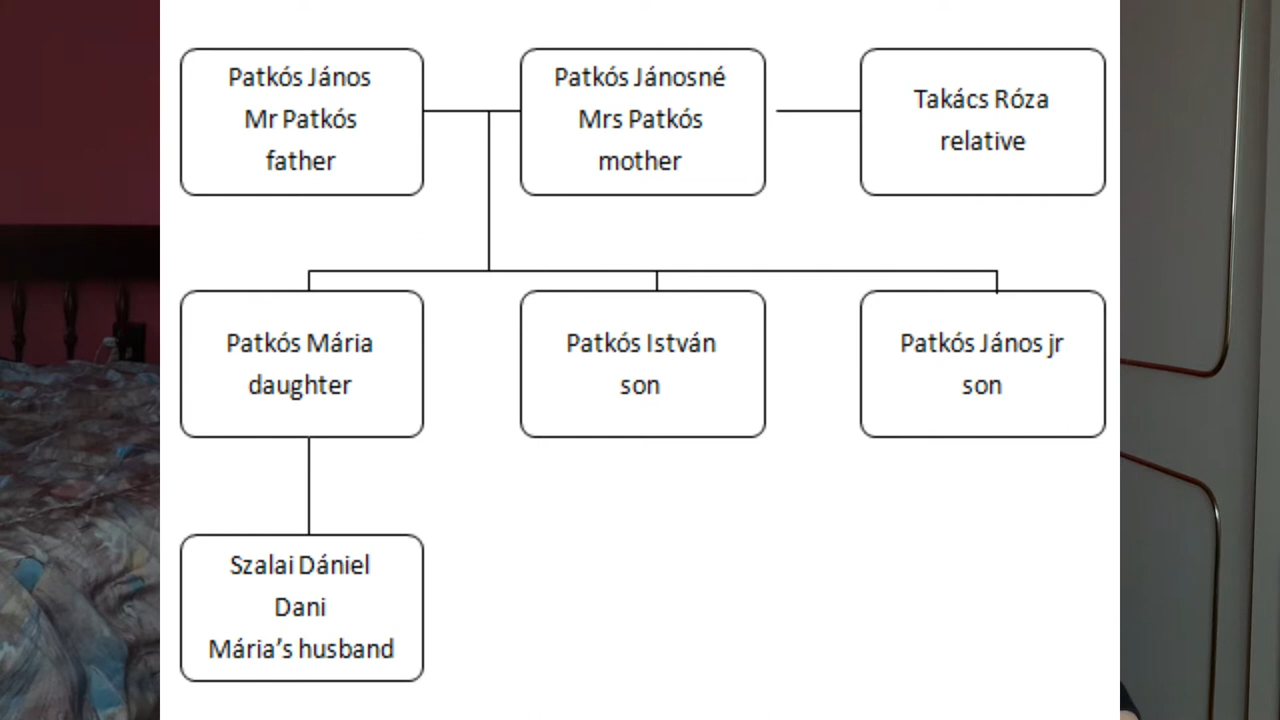 Patkós János
Mr Patkós
father
Patkós Jánosné
Mrs Patkós
mother
Takács Róza
relative
Patkós Mária
daughter
Patkós István
son
Patkós János jr
son
Szalai Dániel
Dani
Mária’s husband